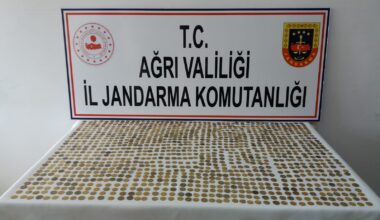 T.C.
AĞRI VALİLİĞİ
İL JANDARMA KOMUTANLIĞI